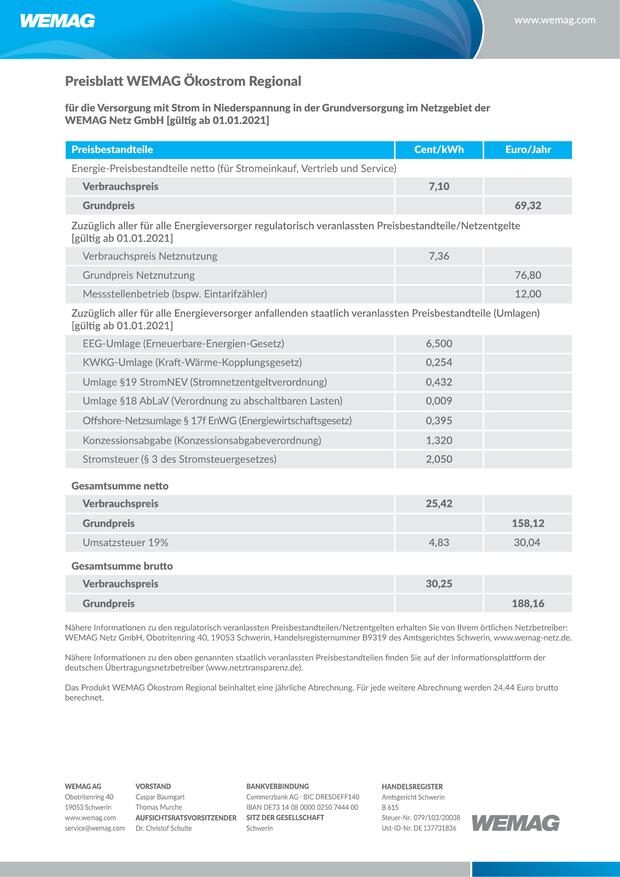 WEMAG
www.wemag.com
Preisblatt WEMAG Ökostrom Regional
für die Versorgung mit Strom in Niederspannung in der Grundversorgung im Netzgebiet der
WEMAG Netz GmbH [gültig ab 01.01.2021]
Preisbestandteile Cent/kWh Euro/Jahr
Energie-Preisbestandteile netto (für Stromeinkauf, Vertrieb und Service)
Verbrauchspreis 7,10
Grundpreis 69,32
Zuzüglich aller für alle Energieversorger regulatorisch veranlassten Preisbestandteile/Netzentgelte
[gültig ab 01.01.2021]
Verbrauchspreis Netznutzung 7,36
Grundpreis Netznutzung 76,80
Messstellenbetrieb (bspw. Eintarifzähler) 12,00
Zuzüglich aller für alle Energieversorger anfallenden staatlich veranlassten Preisbestandteile (Umlagen)
[gültig ab 01.01.2021]
EEG-Umlage (Erneuerbare-Energien-Gesetz) 6,500
KWKG-Umlage (Kraft-Wärme-Kopplungsgesetz) 0,254
Umlage §19 StromNEV (Stromnetzentgeltverordnung) 0,432
Umlage §18 AbLaV (Verordnung zu abschaltbaren Lasten) 0,009
Offshore-Netzsumlage § 17f EnWG (Energiewirtschaftsgesetz) 0,395
Konzessionsabgabe (Konzessionsabgabeverordnung) 1,320
Stromsteuer (§ 3 des Stromsteuergesetzes) 2,050
Gesamtsumme netto
Verbrauchspreis 25,42
Grundpreis 158,12
Umsatzsteuer 19% 4,83 30,04
Gesamtsumme brutto
Verbrauchspreis 30,25
Grundpreis 188,16
Nähere Informationen zu den regulatorisch veranlassten Preisbestandteilen/Netzentgelten erhalten Sie von Ihrem örtlichen Netzbetreiber:
WEMAG Netz GmbH, Obotritenring 40, 19053 Schwerin, Handelsregisternummer B9319 des Amtsgerichtes Schwerin, www.wemag-netz.de.
Nähere Informationen zu den oben genannten staatlich veranlassten Preisbestandteilen finden Sie auf der Informationsplattform der
deutschen Übertragungsnetzbetreiber (www.netztransparenz.de).
Das Produkt WEMAG Ökostrom Regional beinhaltet eine jährliche Abrechnung. Für jede weitere Abrechnung werden 24,44 Euro brutto
berechnet.
WEMAG AG
Obotritenring 40
19053 Schwerin
www.wemag.com
service@wemag.com
VORSTAND
Caspar Baumgart
Thomas Murche
AUFSICHTSRATSVORSITZENDER
Dr. Christof Schulte
BANKVERBINDUNG
Commerzbank AG · BIC DRESDEFF140
IBAN DE73 14 08 0000 0250 7444 00
SITZ DER GESELLSCHAFT
Schwerin
HANDELSREGISTER
Amtsgericht Schwerin
B 615
Steuer-Nr. 079/103/20038
Ust-ID-Nr. DE 137731836
WEMAG